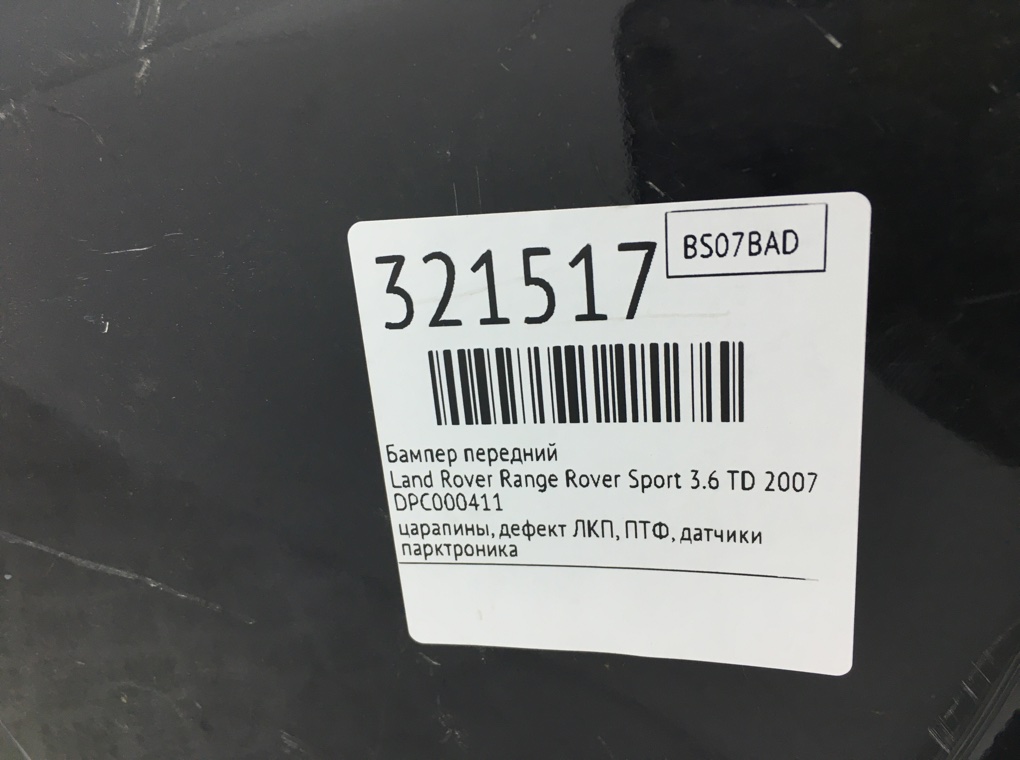 321517
BS07BAD
Бампер передний
Land Rover Range Rover Sport 3.6 TD 2007
DPC000411
царапины, дефект ЛКП, ПТФ, датчики
парктроника